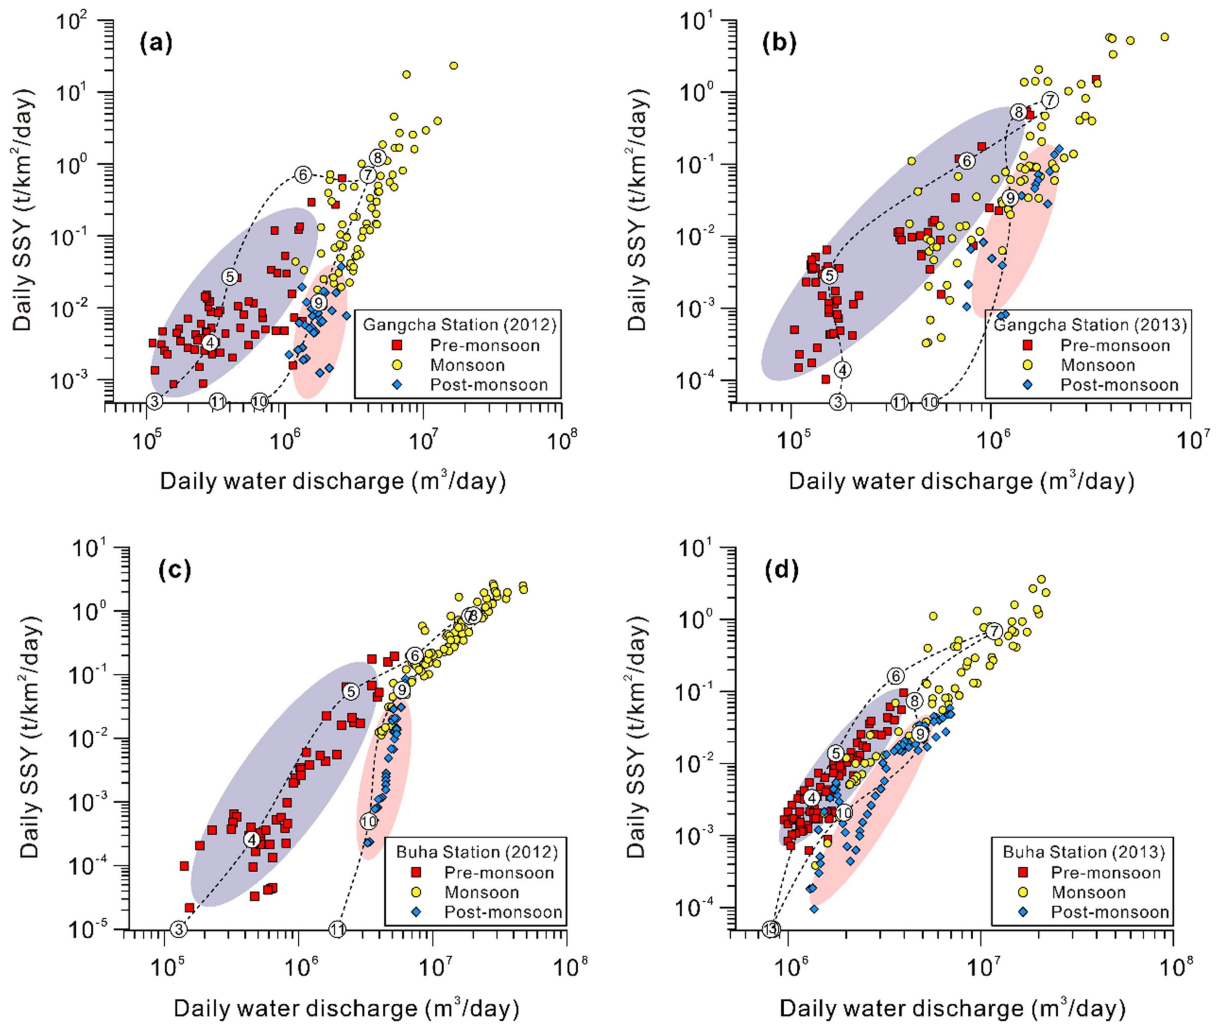 (a)
10² 10¹ 10⁰ 10⁻¹ 10⁻² 10⁻³
Daily SSY (t/km²/day)
3 4 5 6 7 8 9 10 11
Gangcha Station (2012)
Pre-monsoon
Monsoon
Post-monsoon
10⁵ 10⁶ 10⁷ 10⁸
Daily water discharge (m³/day)
(b)
10¹ 10⁰ 10⁻¹ 10⁻² 10⁻³ 10⁻⁴
Daily SSY (t/km²/day)
3 4 5 6 7 8 9 10 11
Gangcha Station (2013)
Pre-monsoon
Monsoon
Post-monsoon
10⁵ 10⁶ 10⁷
Daily water discharge (m³/day)
(c)
10¹ 10⁰ 10⁻¹ 10⁻² 10⁻³ 10⁻⁴ 10⁻⁵
Daily SSY (t/km²/day)
3 4 5 6 7 8 9 10 11
Buha Station (2012)
Pre-monsoon
Monsoon
Post-monsoon
10⁵ 10⁶ 10⁷ 10⁸
Daily water discharge (m³/day)
(d)
10¹ 10⁰ 10⁻¹ 10⁻² 10⁻³ 10⁻⁴
Daily SSY (t/km²/day)
4 5 6 7 8 9 10
Buha Station (2013)
Pre-monsoon
Monsoon
Post-monsoon
10⁶ 10⁷ 10⁸
Daily water discharge (m³/day)